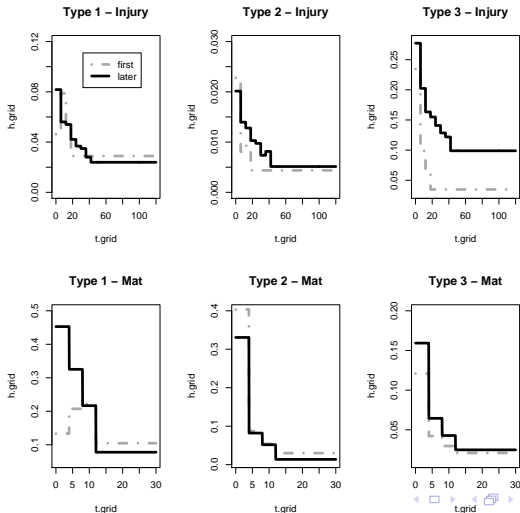 Type 1 – Injury
h.grid
0.00 0.04 0.08 0.12
first
later
0 20 60 100
t.grid
Type 2 – Injury
h.grid
0.000 0.010 0.020 0.030
0 20 60 100
t.grid
Type 3 – Injury
h.grid
0.05 0.10 0.15 0.20 0.25
0 20 60 100
t.grid
Type 1 – Mat
h.grid
0.1 0.2 0.3 0.4 0.5
0 5 10 20 30
t.grid
Type 2 – Mat
h.grid
0.0 0.1 0.2 0.3 0.4
0 5 10 20 30
t.grid
Type 3 – Mat
h.grid
0.00 0.05 0.10 0.15 0.20
0 5 10 20 30
t.grid